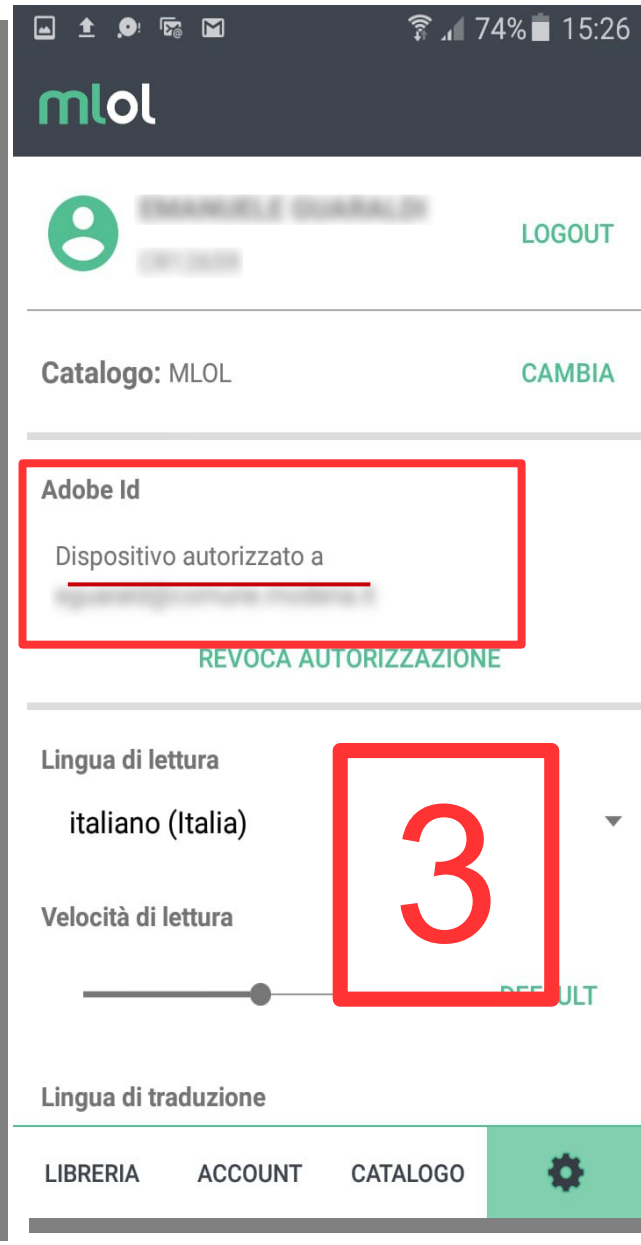 74% 15:26
mlol
LOGOUT
Catalogo: MLOL
CAMBIA
Adobe Id
Dispositivo autorizzato a
REVOCA AUTORIZZAZIONE
Lingua di lettura
italiano (Italia)
3
Velocità di lettura
Lingua di traduzione
LIBRERIA ACCOUNT CATALOGO